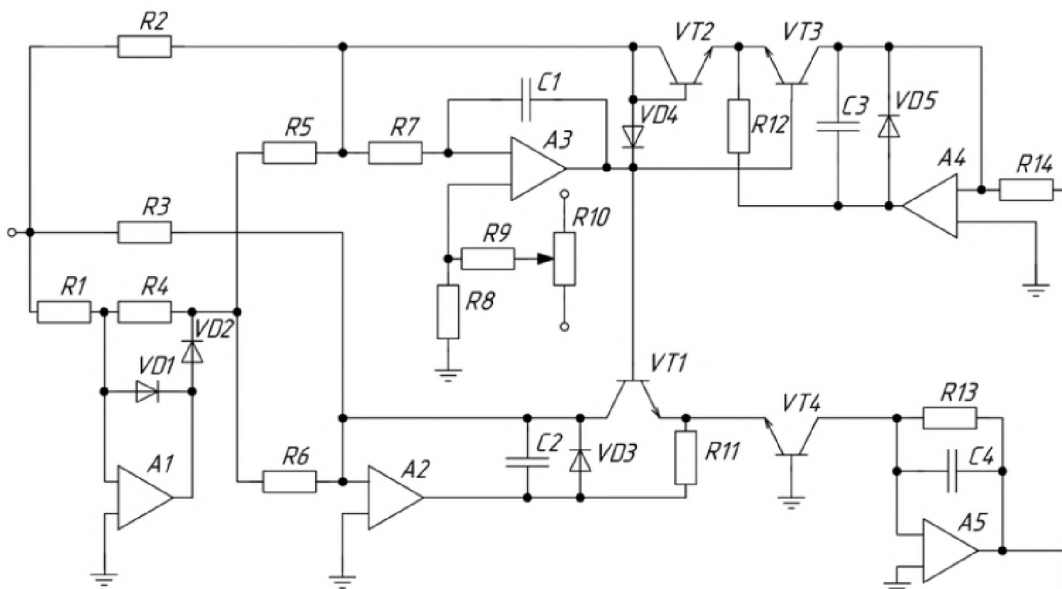 R2
VT2
VT3
C1
VD4
R12
C3
VD5
R5
R7
A3
A4
R14
R3
R10
R9
R1
R4
VD2
R8
VD1
VT1
VT4
R13
C2
VD3
R11
C4
A1
R6
A2
A5